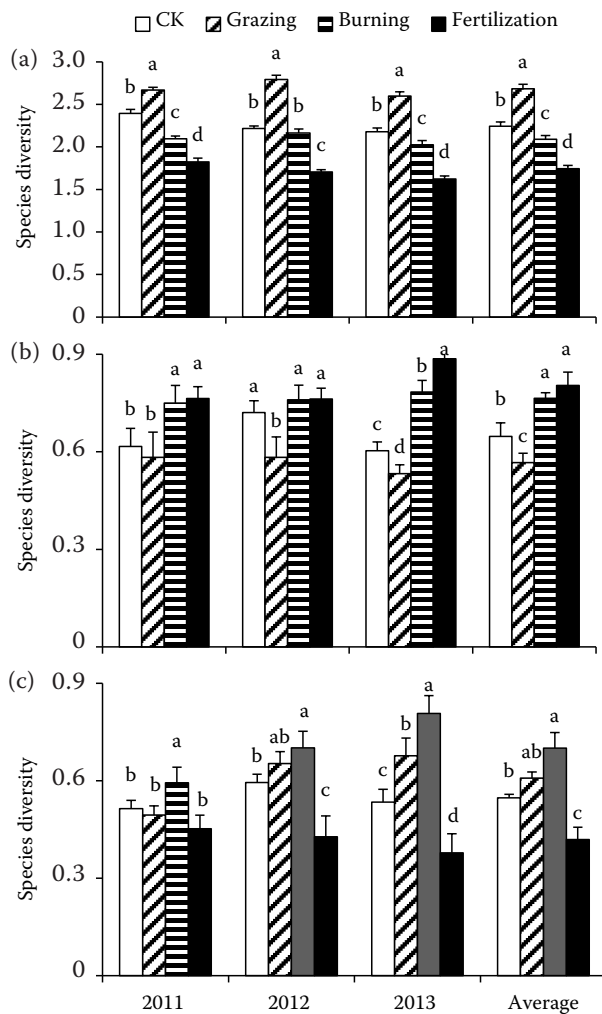 CK Grazing Burning Fertilization
(a)
Species diversity
3.0
2.5
2.0
1.5
1.0
0.5
0
b a c d
b a b c
b a c d
b a c d
(b)
Species diversity
0.9
0.6
0.3
0
b b a a
a b a a
c d b a
b c a a
(c)
Species diversity
0.9
0.6
0.3
0
b b a b
b ab a c
c b a d
b ab a c
2011 2012 2013 Average